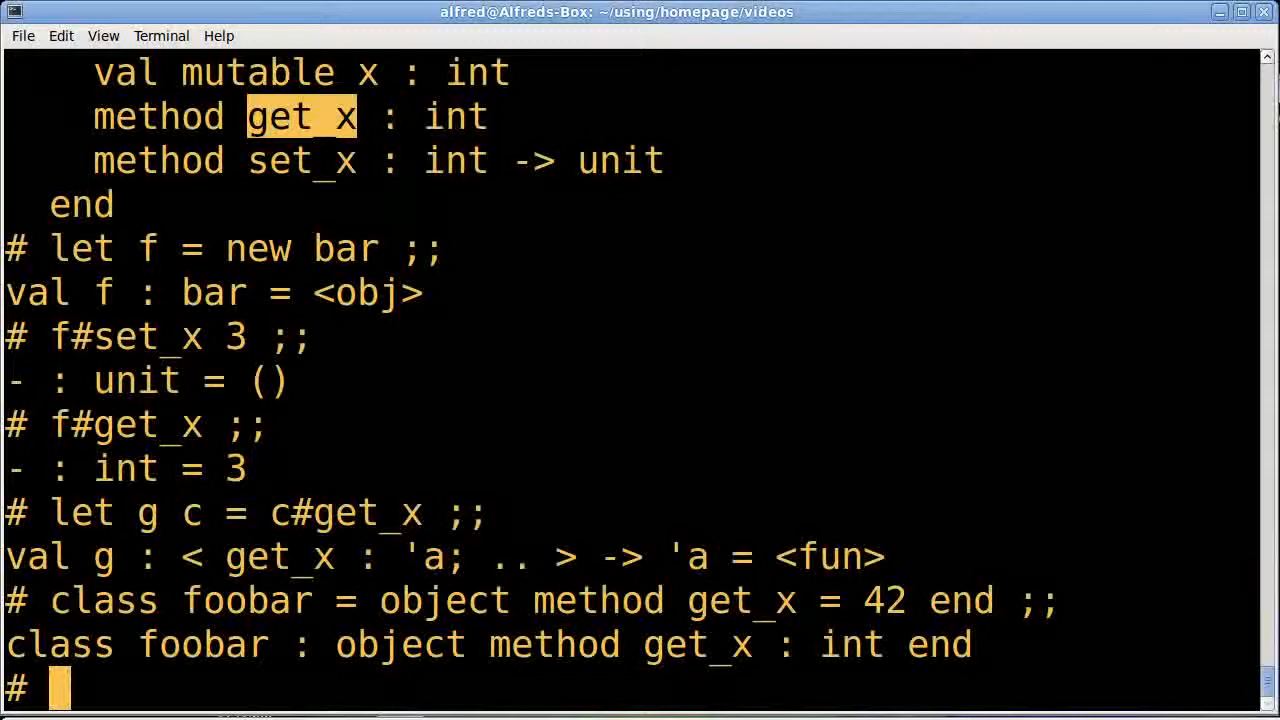 alfred@Alfreds-Box: ~/using/homepage/videos
File Edit View Terminal Help
val mutable x : int
method get_x : int
method set_x : int -> unit
end
# let f = new bar ;;
val f : bar = <obj>
# f#set_x 3 ;;
- : unit = ()
# f#get_x ;;
- : int = 3
# let g c = c#get_x ;;
val g : < get_x : 'a; .. > -> 'a = <fun>
# class foobar = object method get_x = 42 end ;;
class foobar : object method get_x : int end
#